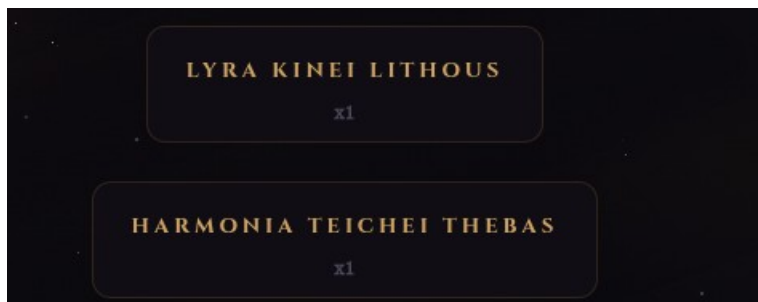 LYRA KINEI LITHOUS
x1
HARMONIA TEICHEI THEBAS
x1